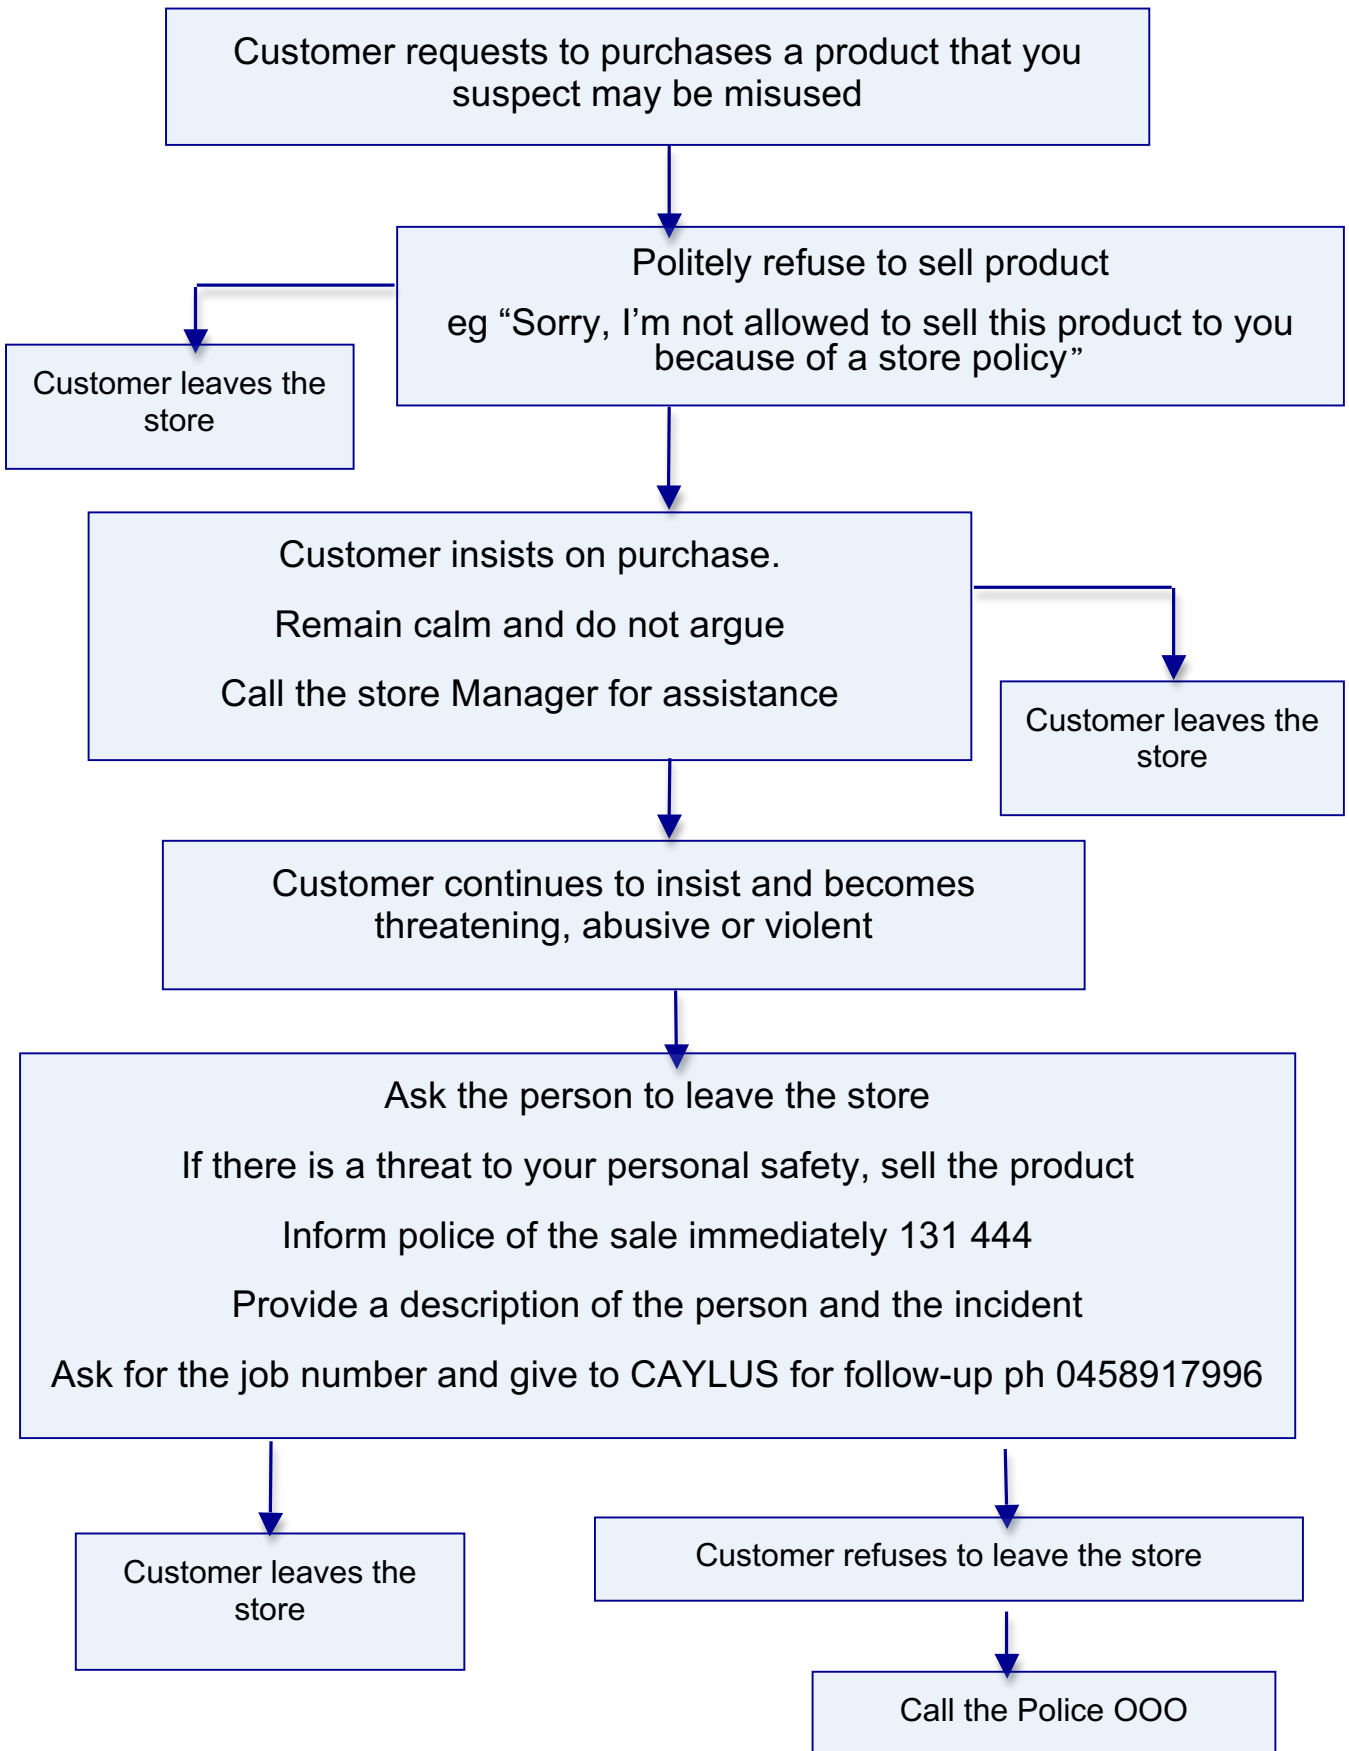 Customer requests to purchases a product that you
suspect may be misused
Politely refuse to sell product
eg “Sorry, I’m not allowed to sell this product to you
because of a store policy”
Customer leaves the
store
Customer insists on purchase.
Remain calm and do not argue
Call the store Manager for assistance
Customer leaves the
store
Customer continues to insist and becomes
threatening, abusive or violent
Ask the person to leave the store
If there is a threat to your personal safety, sell the product
Inform police of the sale immediately 131 444
Provide a description of the person and the incident
Ask for the job number and give to CAYLUS for follow-up ph 0458917996
Customer leaves the
store
Customer refuses to leave the store
Call the Police OOO